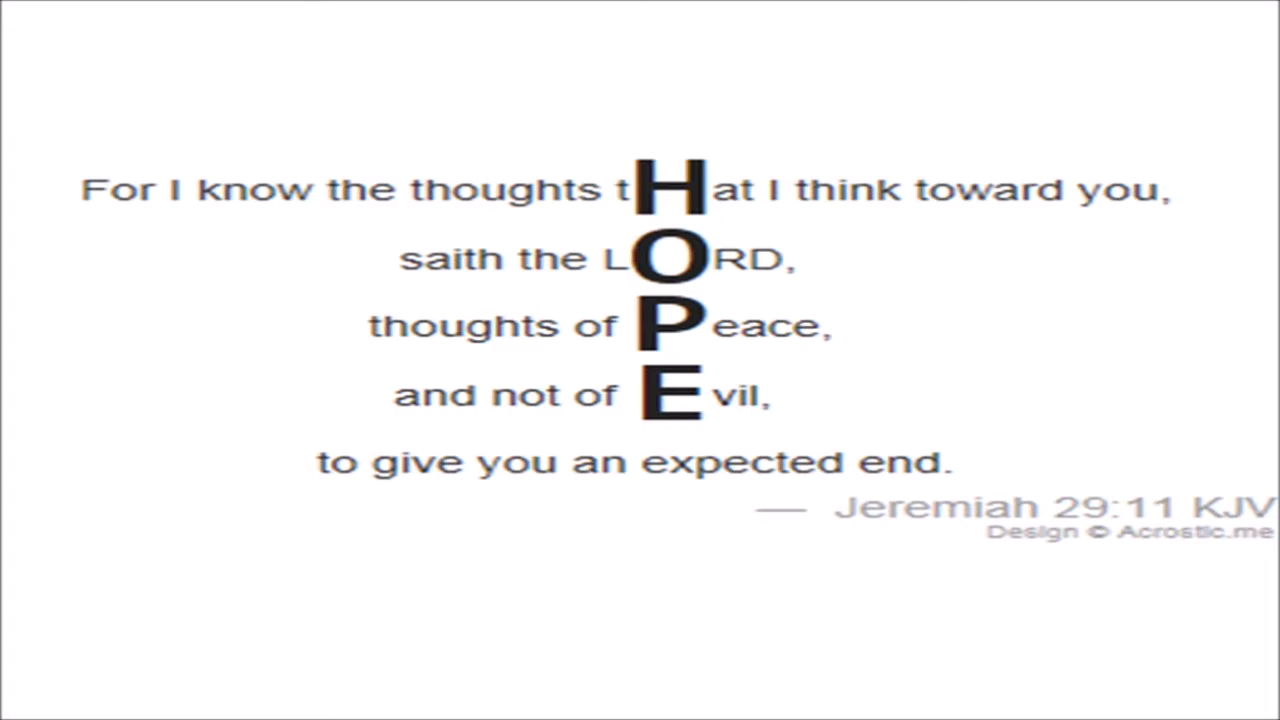 For I know the thoughts tHat I think toward you,
saith the LORD,
thoughts of Peace,
and not of Evil,
to give you an expected end.
— Jeremiah 29:11 KJV
Design © Acrostic.me